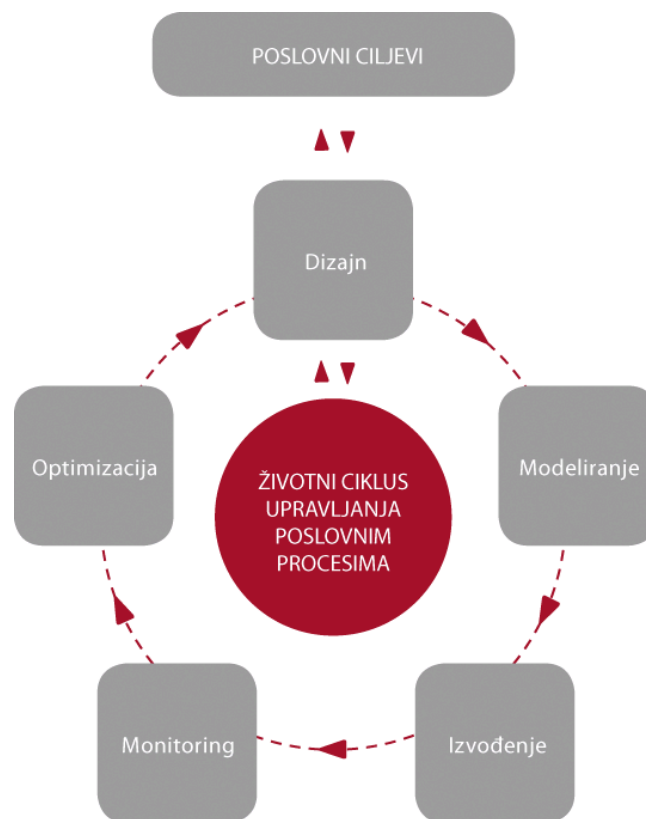 POSLOVNI CILJEVI
Dizajn
Optimizacija
Modeliranje
ŽIVOTNI CIKLUS
UPRAVLJANJA
POSLOVNIM
PROCESIMA
Monitoring
Izvođenje